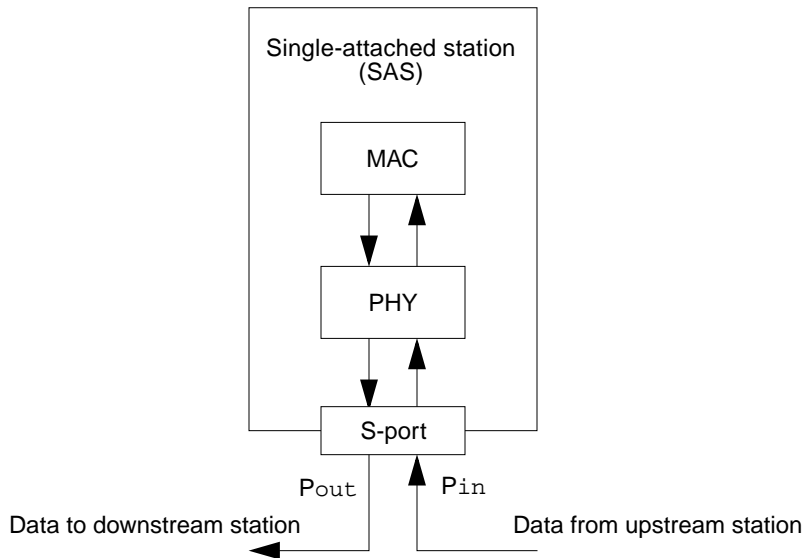 Single-attached station
(SAS)
MAC
PHY
S-port
Pout
Pin
Data to downstream station
Data from upstream station